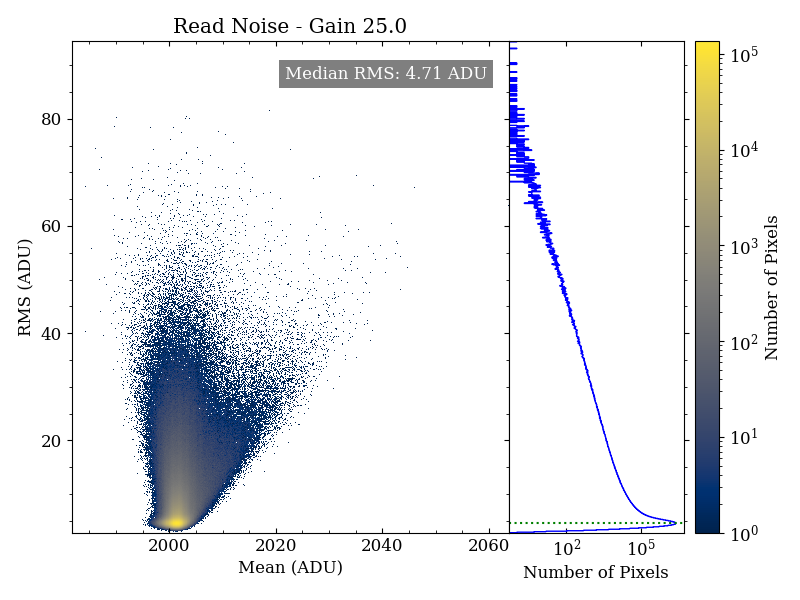 Read Noise - Gain 25.0
Median RMS: 4.71 ADU
RMS (ADU)
80
60
40
20
2000
2020
2040
2060
Mean (ADU)
10²
10⁵
Number of Pixels
10⁵
10⁴
10³
10²
10¹
10⁰
Number of Pixels